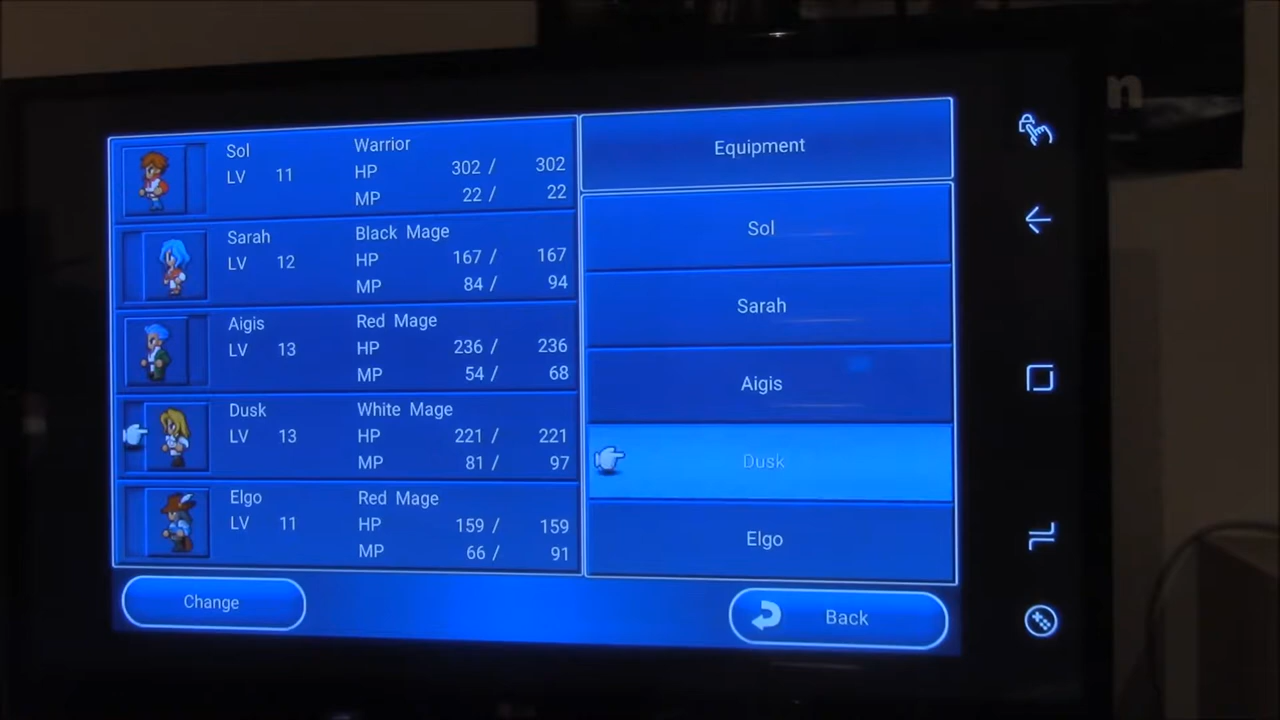 Sol Warrior
LV 11 HP 302 / 302
MP 22 / 22
Sarah Black Mage
LV 12 HP 167 / 167
MP 84 / 94
Aigis Red Mage
LV 13 HP 236 / 236
MP 54 / 68
Dusk White Mage
LV 13 HP 221 / 221
MP 81 / 97
Elgo Red Mage
LV 11 HP 159 / 159
MP 66 / 91
Equipment
Sol
Sarah
Aigis
Dusk
Elgo
Change
Back
n